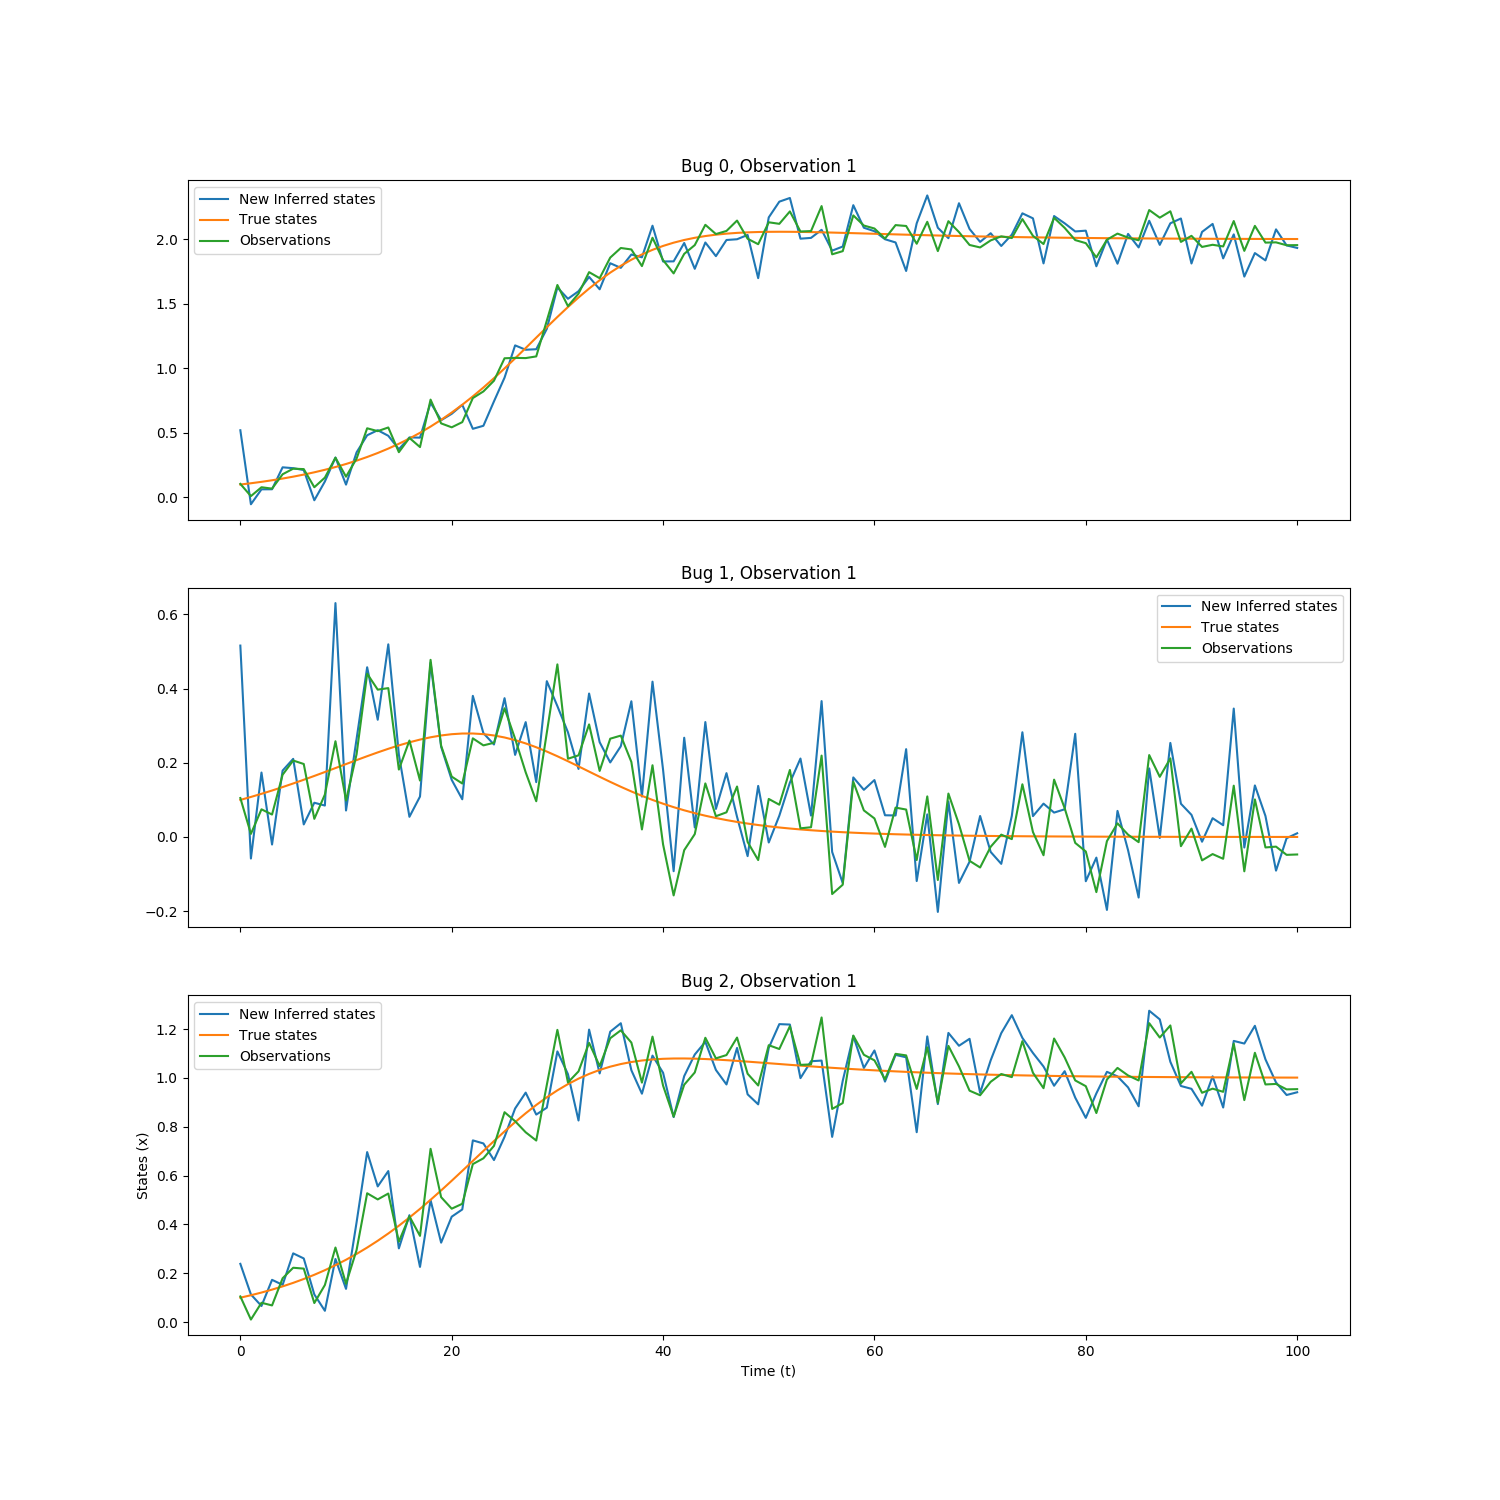 Bug 0, Observation 1
New Inferred states
True states
Observations
2.0
1.5
1.0
0.5
0.0
Bug 1, Observation 1
New Inferred states
True states
Observations
0.6
0.4
0.2
0.0
−0.2
Bug 2, Observation 1
New Inferred states
True states
Observations
1.2
1.0
0.8
0.6
0.4
0.2
0.0
States (x)
0 20 40 60 80 100
Time (t)